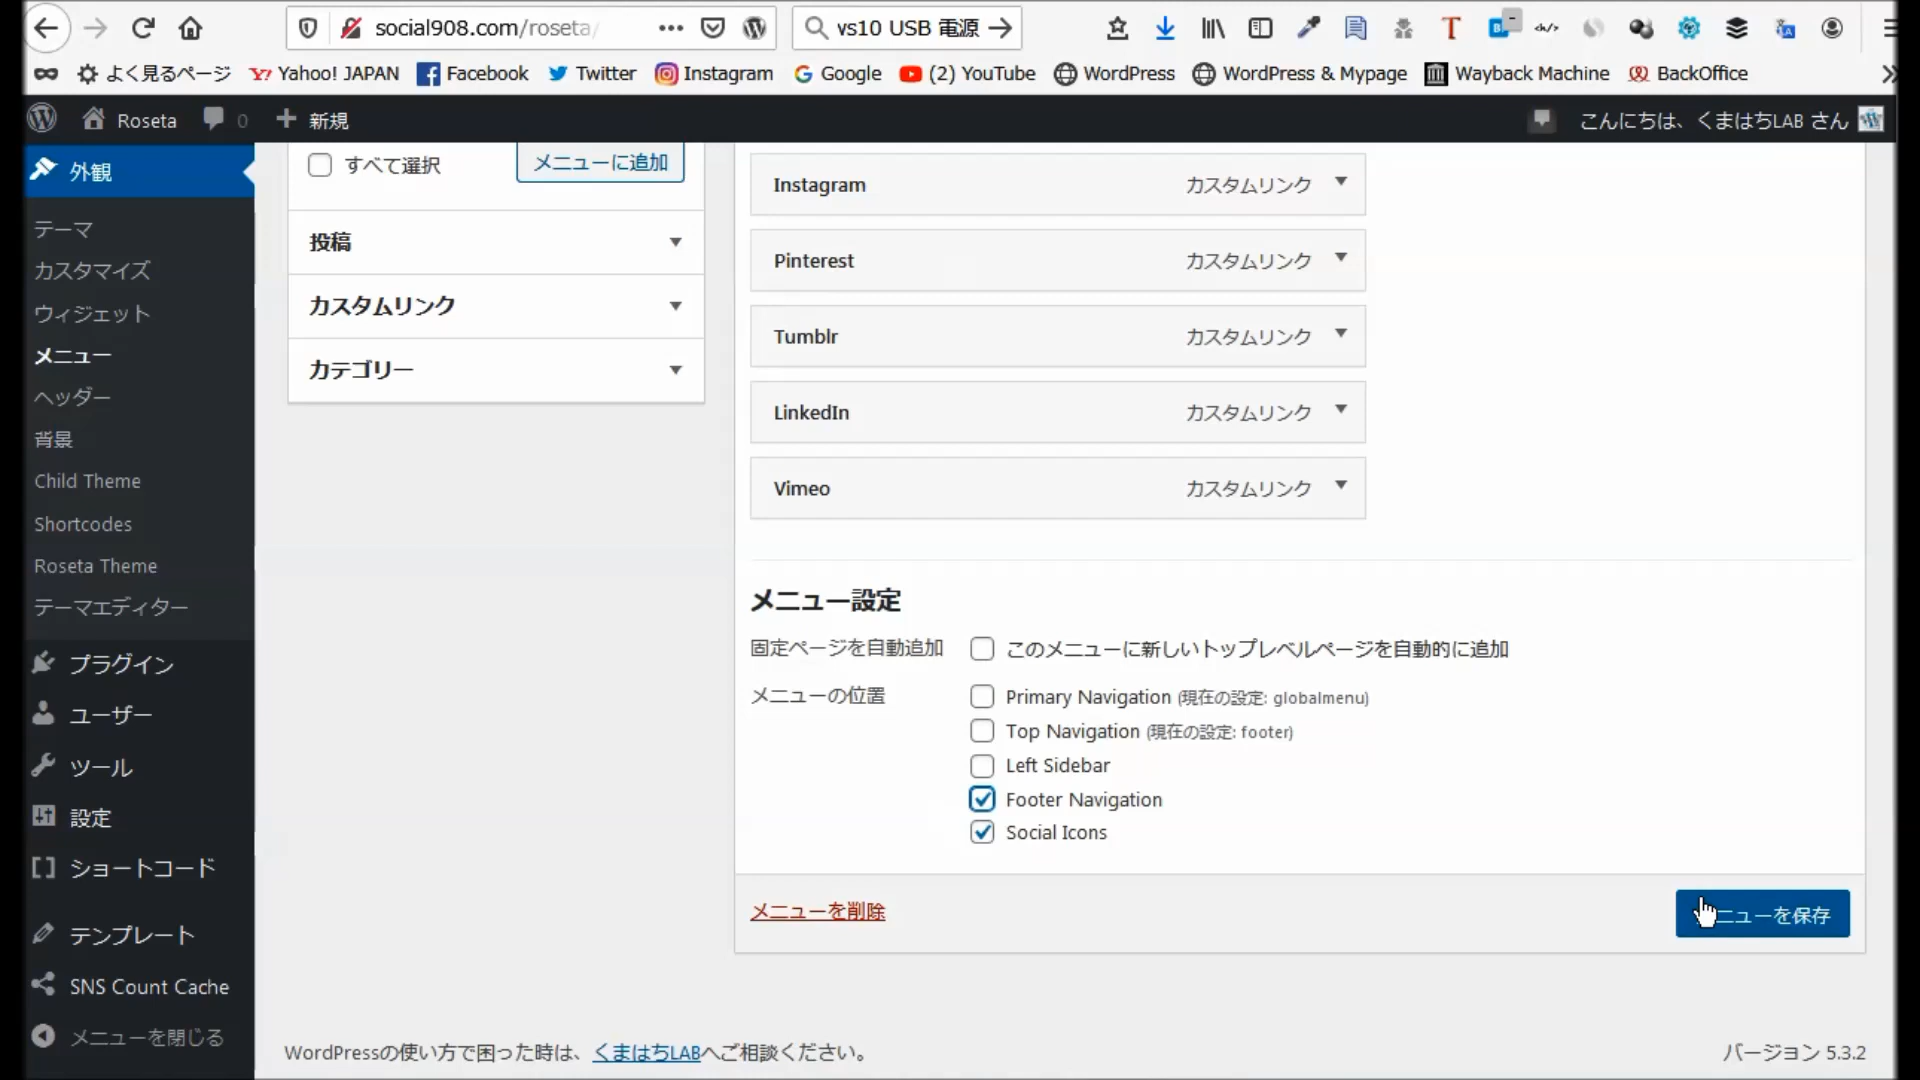 social908.com/roseta/
vs10 USB 電源
よく見るページ
Yahoo! JAPAN
Facebook
Twitter
Instagram
Google
(2) YouTube
WordPress
WordPress & Mypage
Wayback Machine
BackOffice
Roseta
0
新規
こんにちは、くまはちLAB さん
外観
テーマ
カスタマイズ
ウィジェット
メニュー
ヘッダー
背景
Child Theme
Shortcodes
Roseta Theme
テーマエディター
プラグイン
ユーザー
ツール
設定
ショートコード
テンプレート
SNS Count Cache
メニューを閉じる
すべて選択
メニューに追加
投稿
カスタムリンク
カテゴリー
Instagram カスタムリンク
Pinterest カスタムリンク
Tumblr カスタムリンク
LinkedIn カスタムリンク
Vimeo カスタムリンク
メニュー設定
固定ページを自動追加 このメニューに新しいトップレベルページを自動的に追加
メニューの位置 Primary Navigation (現在の設定: globalmenu)
Top Navigation (現在の設定: footer)
Left Sidebar
Footer Navigation
Social Icons
メニューを削除
ニューを保存
WordPressの使い方で困った時は、くまはちLABへご相談ください。
バージョン 5.3.2